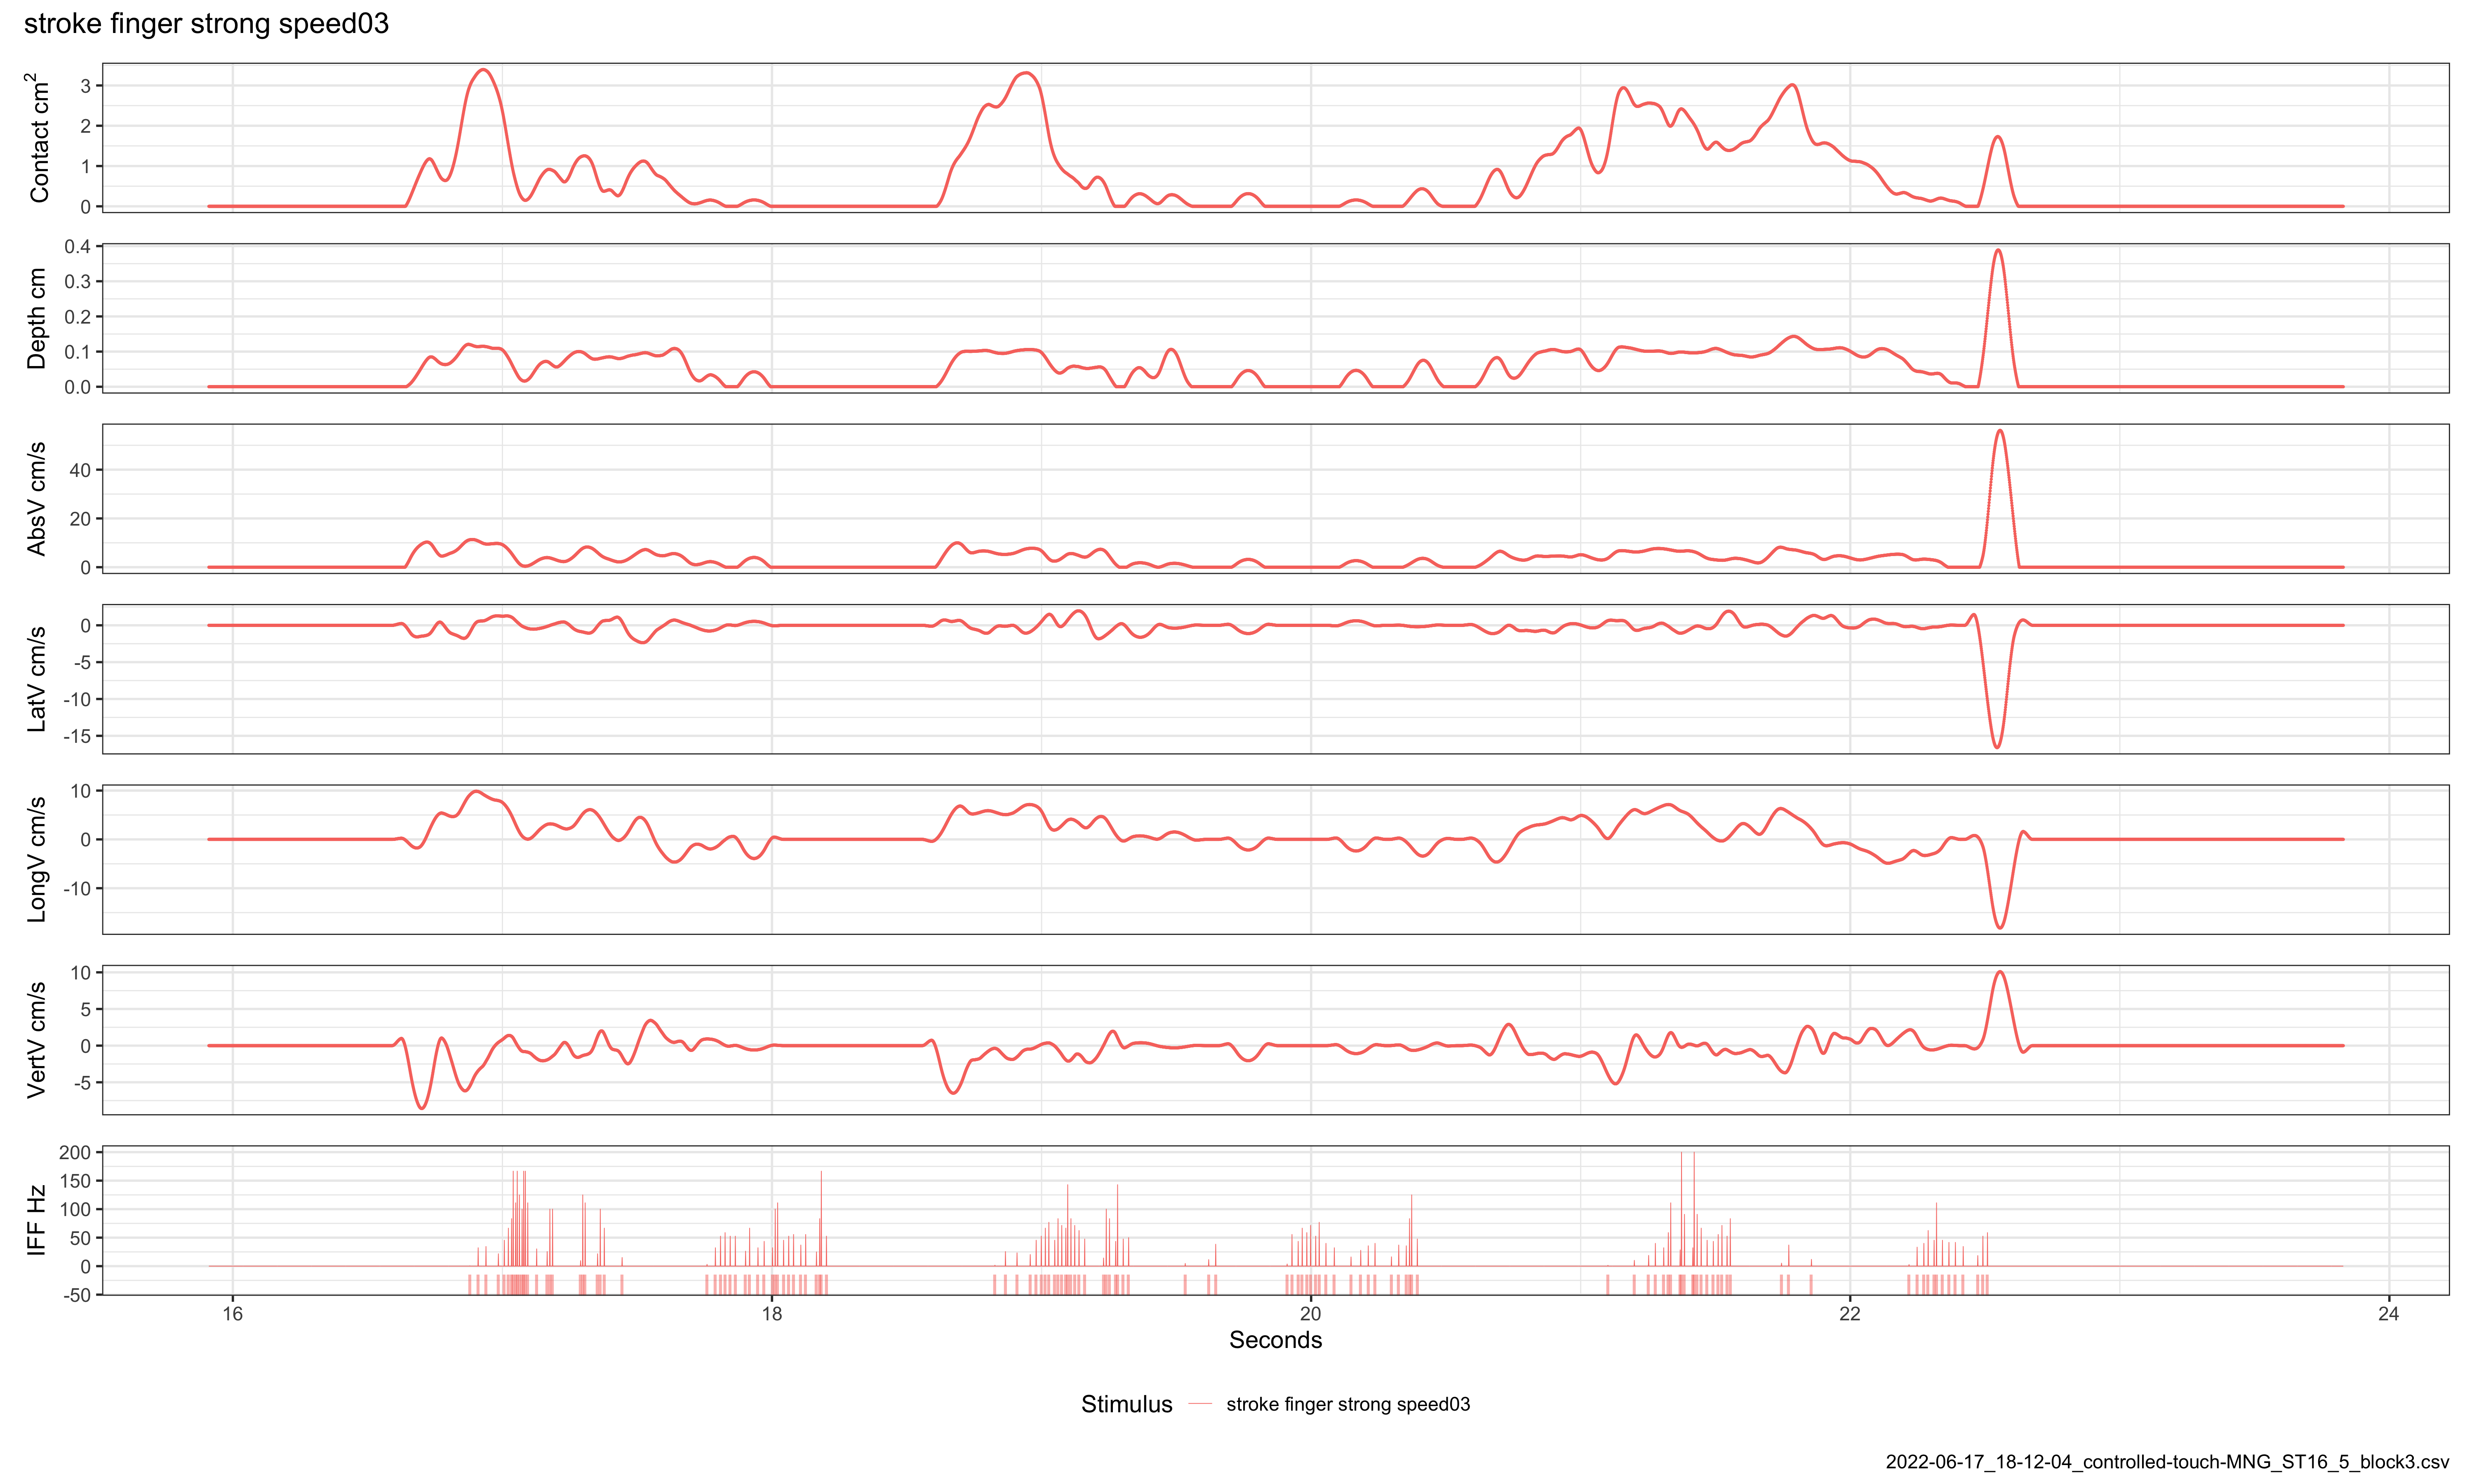 stroke finger strong speed03
Contact cm²
3
2
1
0
Depth cm
0.4
0.3
0.2
0.1
0.0
AbsV cm/s
40
20
0
LatV cm/s
0
-5
-10
-15
LongV cm/s
10
0
-10
VertV cm/s
10
5
0
-5
IFF Hz
200
150
100
50
0
-50
16 18 20 22 24
Seconds
Stimulus stroke finger strong speed03
2022-06-17_18-12-04_controlled-touch-MNG_ST16_5_block3.csv